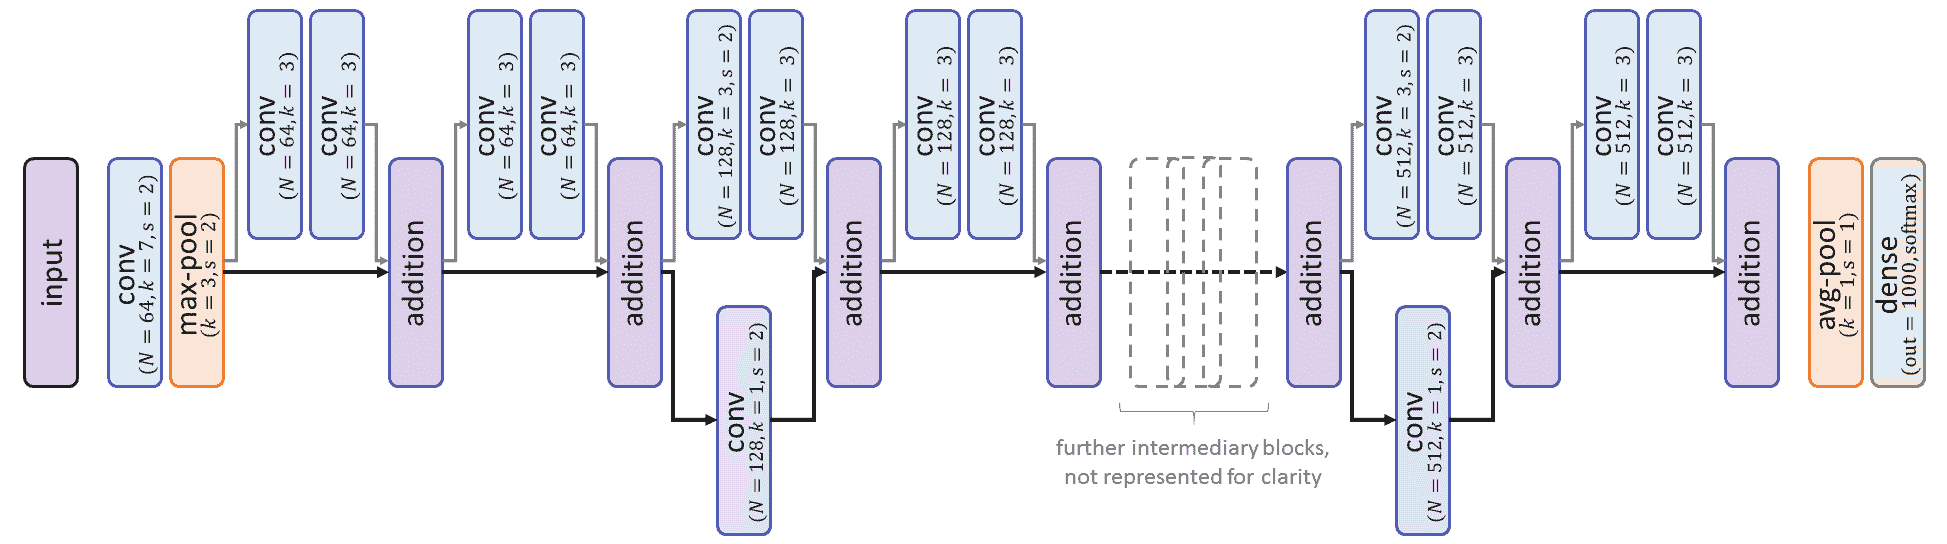 input
conv
(N = 64, k = 7, s = 2)
max-pool
(k = 3, s = 2)
conv
(N = 64, k = 3)
conv
(N = 64, k = 3)
addition
conv
(N = 64, k = 3)
conv
(N = 64, k = 3)
addition
conv
(N = 128, k = 3, s = 2)
conv
(N = 128, k = 3)
conv
(N = 128, k = 1, s = 2)
addition
conv
(N = 128, k = 3)
conv
(N = 128, k = 3)
addition
further intermediary blocks,
not represented for clarity
addition
conv
(N = 512, k = 3, s = 2)
conv
(N = 512, k = 3)
conv
(N = 512, k = 1, s = 2)
addition
conv
(N = 512, k = 3)
conv
(N = 512, k = 3)
addition
avg-pool
(k = 1, s = 1)
dense
(out = 1000, softmax)